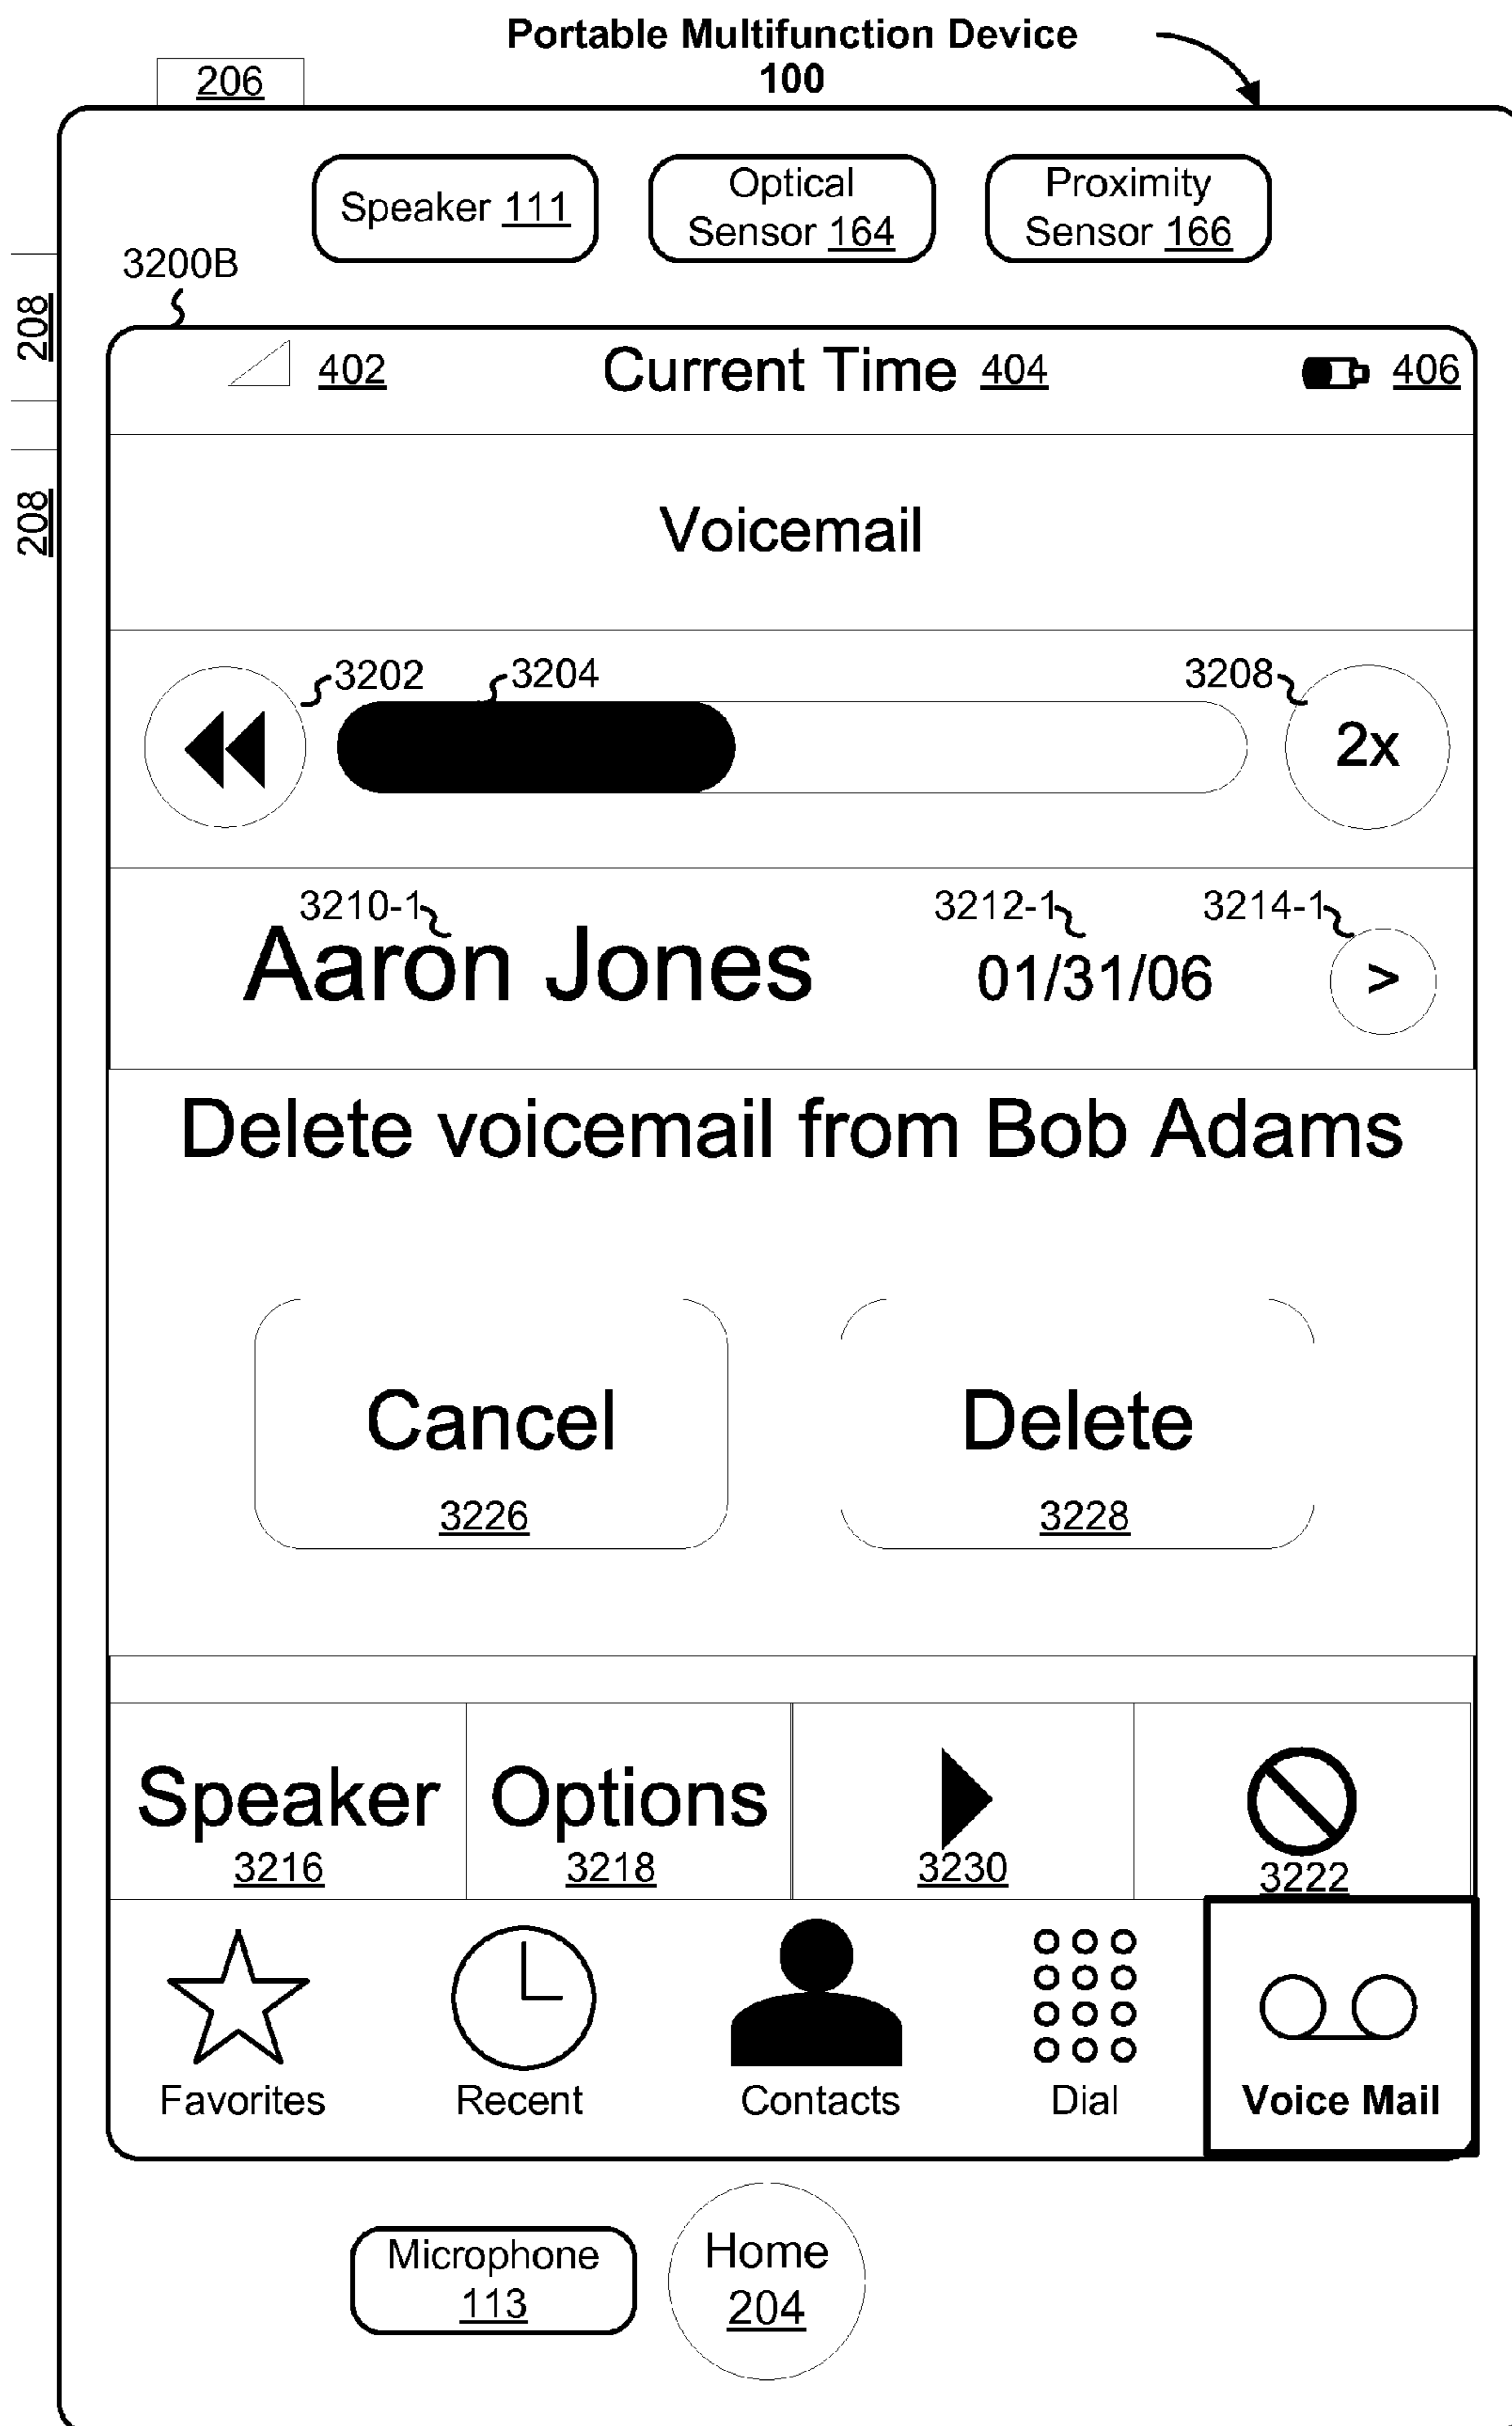 Portable Multifunction Device
100
206
Speaker 111
Optical
Sensor 164
Proximity
Sensor 166
3200B
208
208
402
Current Time 404
406
Voicemail
3202
3204
3208
2x
3210-1
3212-1
3214-1
Aaron Jones
01/31/06
>
Delete voicemail from Bob Adams
Cancel
3226
Delete
3228
Speaker
3216
Options
3218
3230
3222
Favorites
Recent
Contacts
Dial
Voice Mail
Microphone
113
Home
204